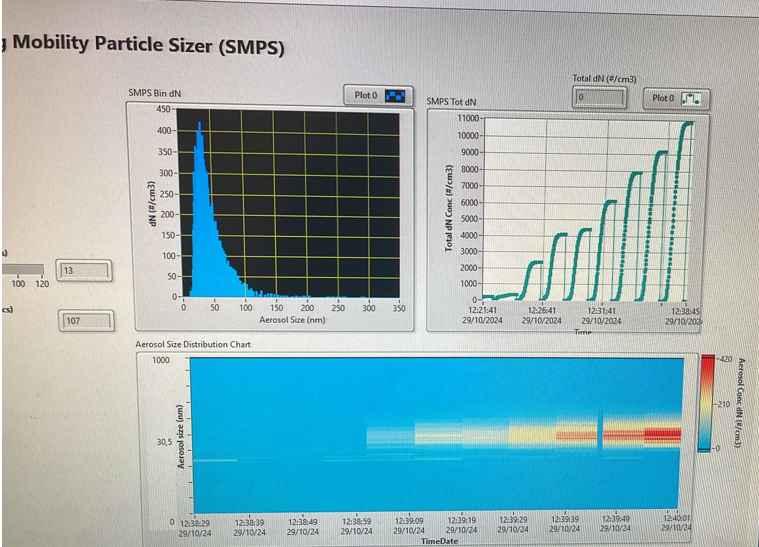 Mobility Particle Sizer (SMPS)
Total dN (#/cm3)
SMPS Bin dN
Plot 0
SMPS Tot dN
0
Plot 0
450
400
350
300
250
200
150
100
50
0
dN (#/cm3)
0 50 100 150 200 250 300 350
Aerosol Size (nm)
11000
10000
9000
8000
7000
6000
5000
4000
3000
2000
1000
0
Total dN Conc (#/cm3)
12:21:41 12:26:41 12:31:41 12:38:45
29/10/2024 29/10/2024 29/10/2024 29/10/202
Time
s)
13
100 120
cs)
107
Aerosol Size Distribution Chart
1000
30,5
0
Aerosol size (nm)
12:38:29 12:38:39 12:38:49 12:38:59 12:39:09 12:39:19 12:39:29 12:39:39 12:39:49 12:40:01
29/10/24 29/10/24 29/10/24 29/10/24 29/10/24 29/10/24 29/10/24 29/10/24 29/10/24 29/10/24
TimeDate
420
210
0
Aerosol Conc dN (#/cm3)